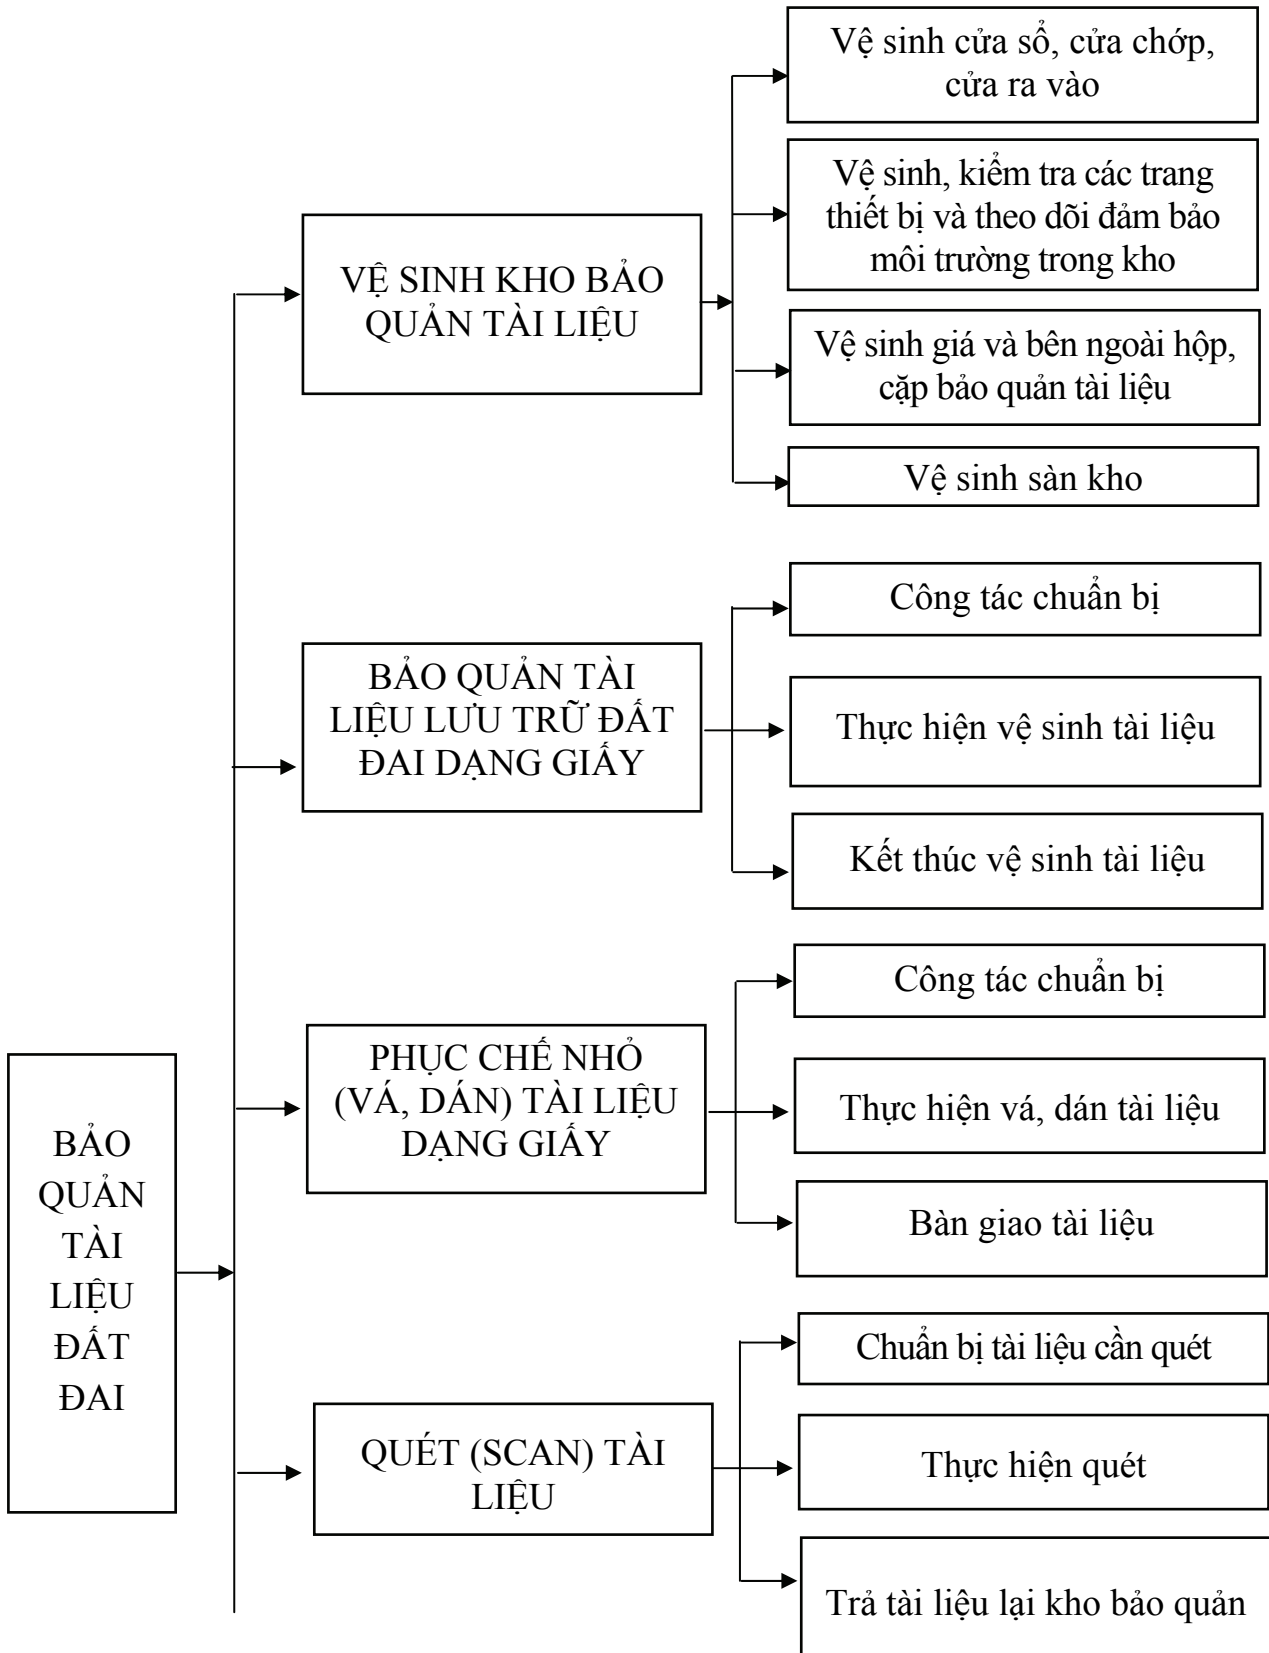 Vệ sinh cửa sổ, cửa chớp,
cửa ra vào
Vệ sinh, kiểm tra các trang
thiết bị và theo dõi đảm bảo
môi trường trong kho
VỆ SINH KHO BẢO
QUẢN TÀI LIỆU
Vệ sinh giá và bên ngoài hộp,
cặp bảo quản tài liệu
Vệ sinh sàn kho
Công tác chuẩn bị
BẢO QUẢN TÀI
LIỆU LƯU TRỮ ĐẤT
ĐAI DẠNG GIẤY
Thực hiện vệ sinh tài liệu
Kết thúc vệ sinh tài liệu
Công tác chuẩn bị
PHỤC CHẾ NHỎ
(VÁ, DÁN) TÀI LIỆU
DẠNG GIẤY
Thực hiện vá, dán tài liệu
Bàn giao tài liệu
BẢO
QUẢN
TÀI
LIỆU
ĐẤT
ĐAI
Chuẩn bị tài liệu cần quét
QUÉT (SCAN) TÀI
LIỆU
Thực hiện quét
Trả tài liệu lại kho bảo quản